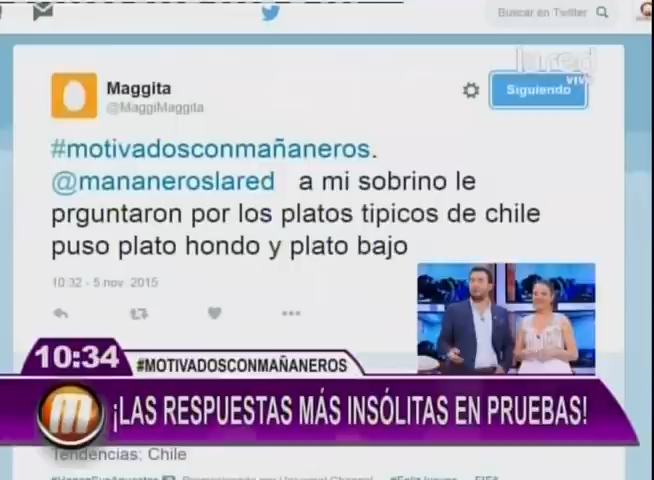 Buscar en Twitter
la red
VIVO
Maggita
@MaggiMaggita
Siguiendo
#motivadosconmañaneros.
@mananeroslared a mi sobrino le
prguntaron por los platos tipicos de chile
puso plato hondo y plato bajo
10:32 - 5 nov. 2015
10:34
#MOTIVADOSCONMAÑANEROS
m
¡LAS RESPUESTAS MÁS INSÓLITAS EN PRUEBAS!
Tendencias: Chile